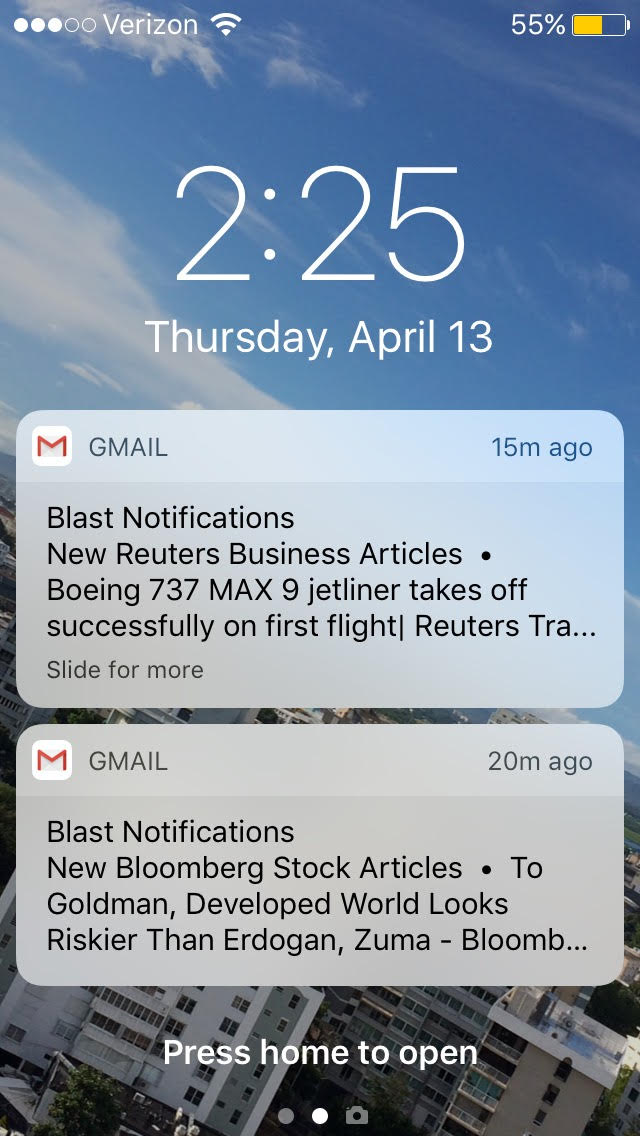 Verizon 55%
2:25
Thursday, April 13
GMAIL 15m ago
Blast Notifications
New Reuters Business Articles •
Boeing 737 MAX 9 jetliner takes off
successfully on first flight| Reuters Tra...
Slide for more
GMAIL 20m ago
Blast Notifications
New Bloomberg Stock Articles • To
Goldman, Developed World Looks
Riskier Than Erdogan, Zuma - Bloomb...
Press home to open